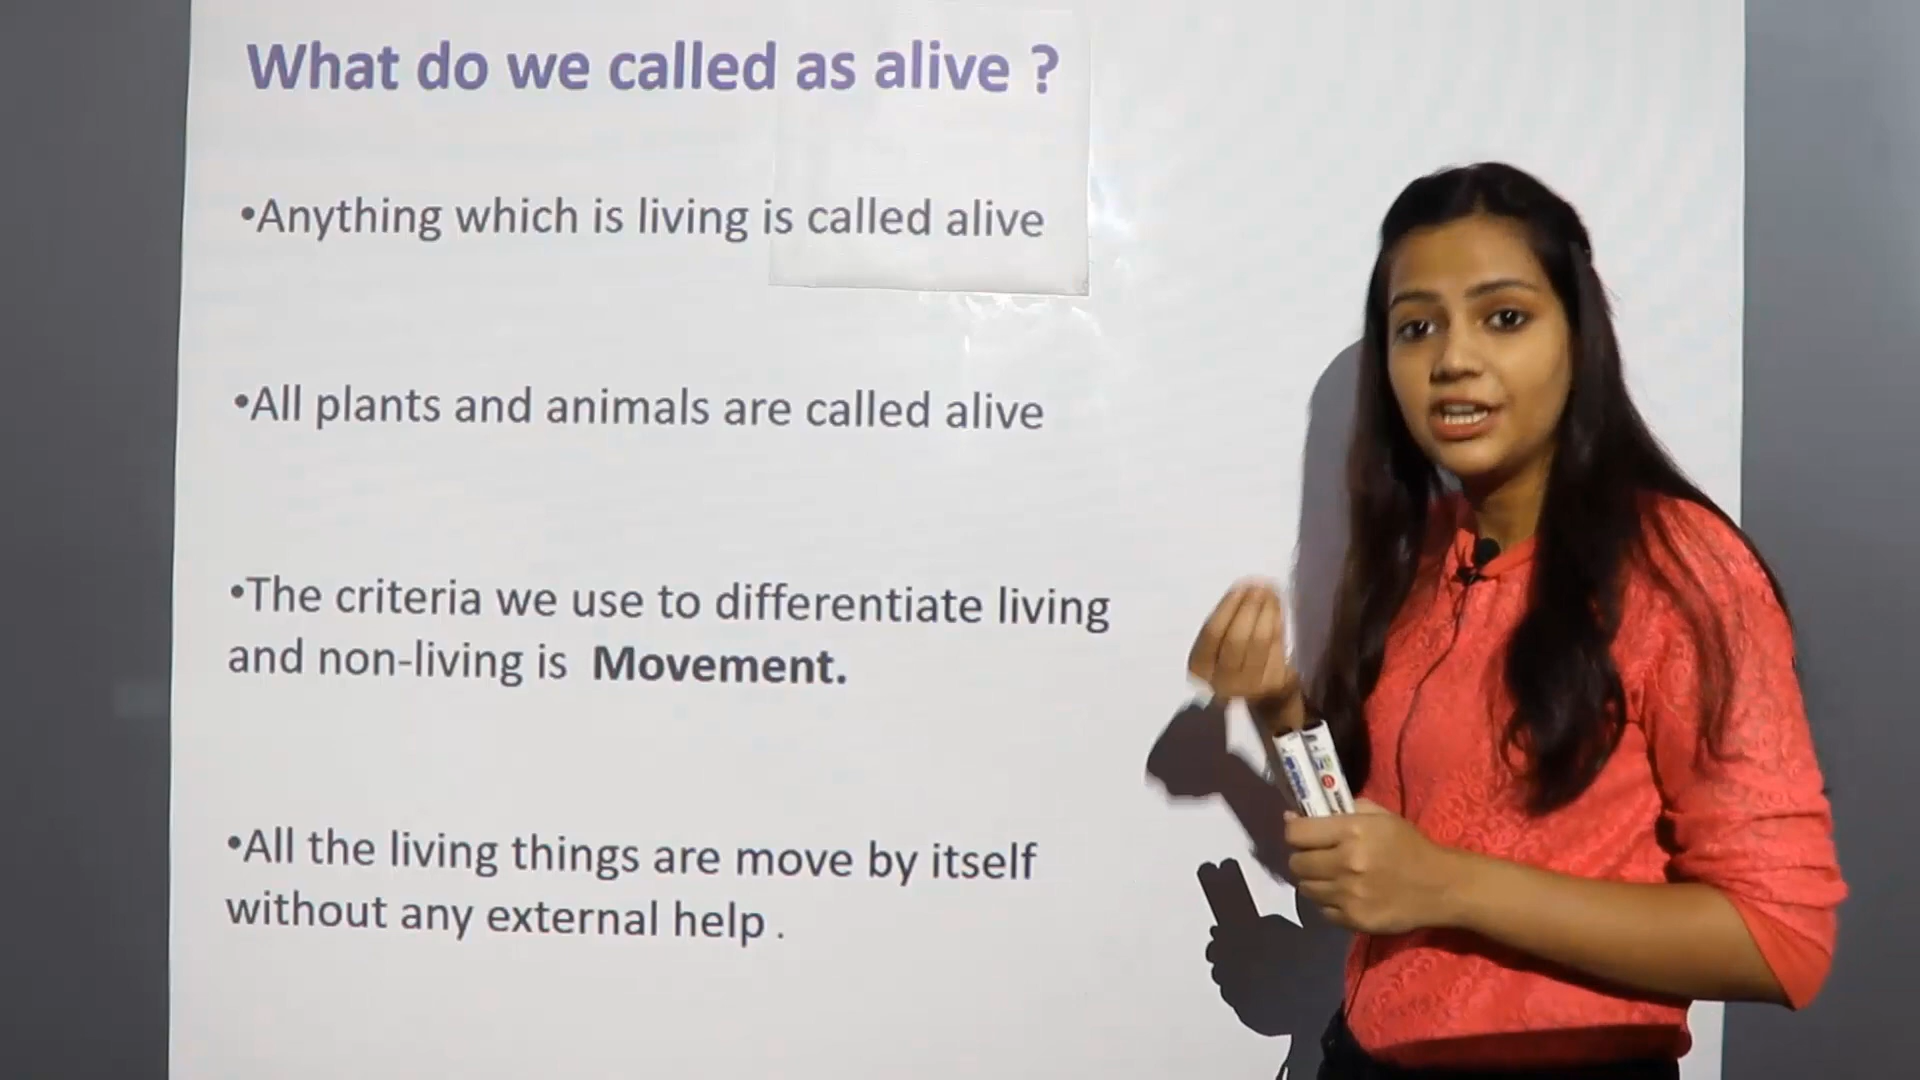 What do we called as alive ?
•Anything which is living is called alive
•All plants and animals are called alive
•The criteria we use to differentiate living
and non-living is Movement.
•All the living things are move by itself
without any external help .